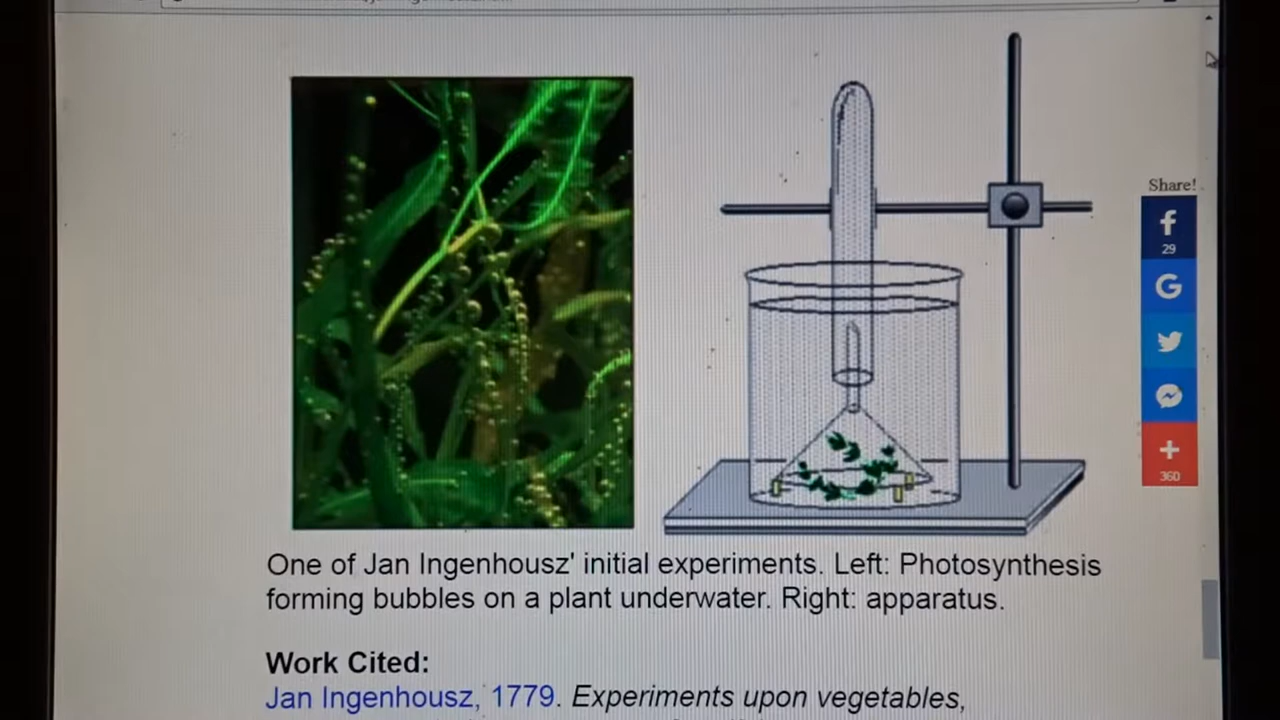 Share!
29
G
360
One of Jan Ingenhousz' initial experiments. Left: Photosynthesis
forming bubbles on a plant underwater. Right: apparatus.
Work Cited:
Jan Ingenhousz, 1779. Experiments upon vegetables,